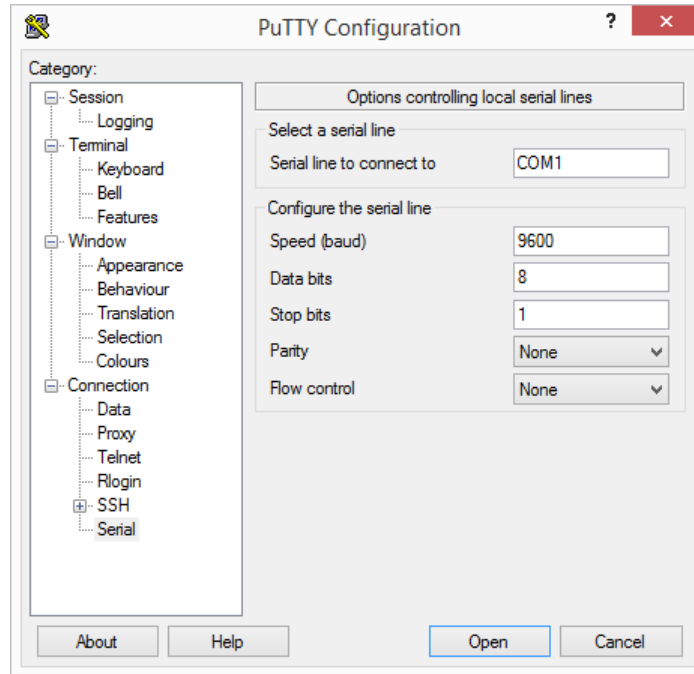 PuTTY Configuration
?
×
Category:
Session
Logging
Terminal
Keyboard
Bell
Features
Window
Appearance
Behaviour
Translation
Selection
Colours
Connection
Data
Proxy
Telnet
Rlogin
SSH
Serial
Options controlling local serial lines
Select a serial line
Serial line to connect to COM1
Configure the serial line
Speed (baud) 9600
Data bits 8
Stop bits 1
Parity None
Flow control None
About Help Open Cancel